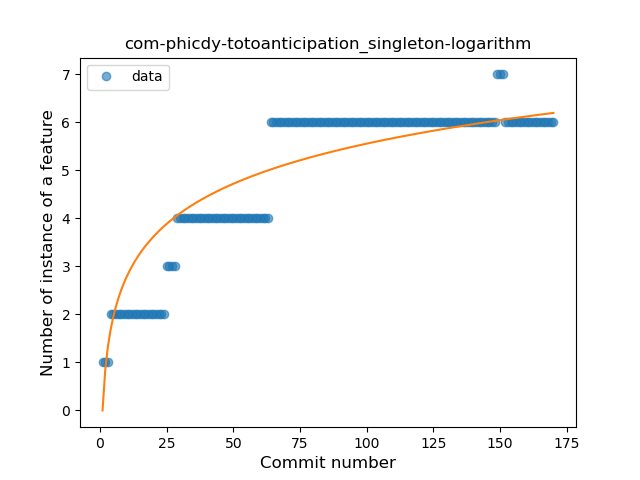 com-phicdy-totoanticipation_singleton-logarithm
data
Number of instance of a feature
7
6
5
4
3
2
1
0
0 25 50 75 100 125 150 175
Commit number